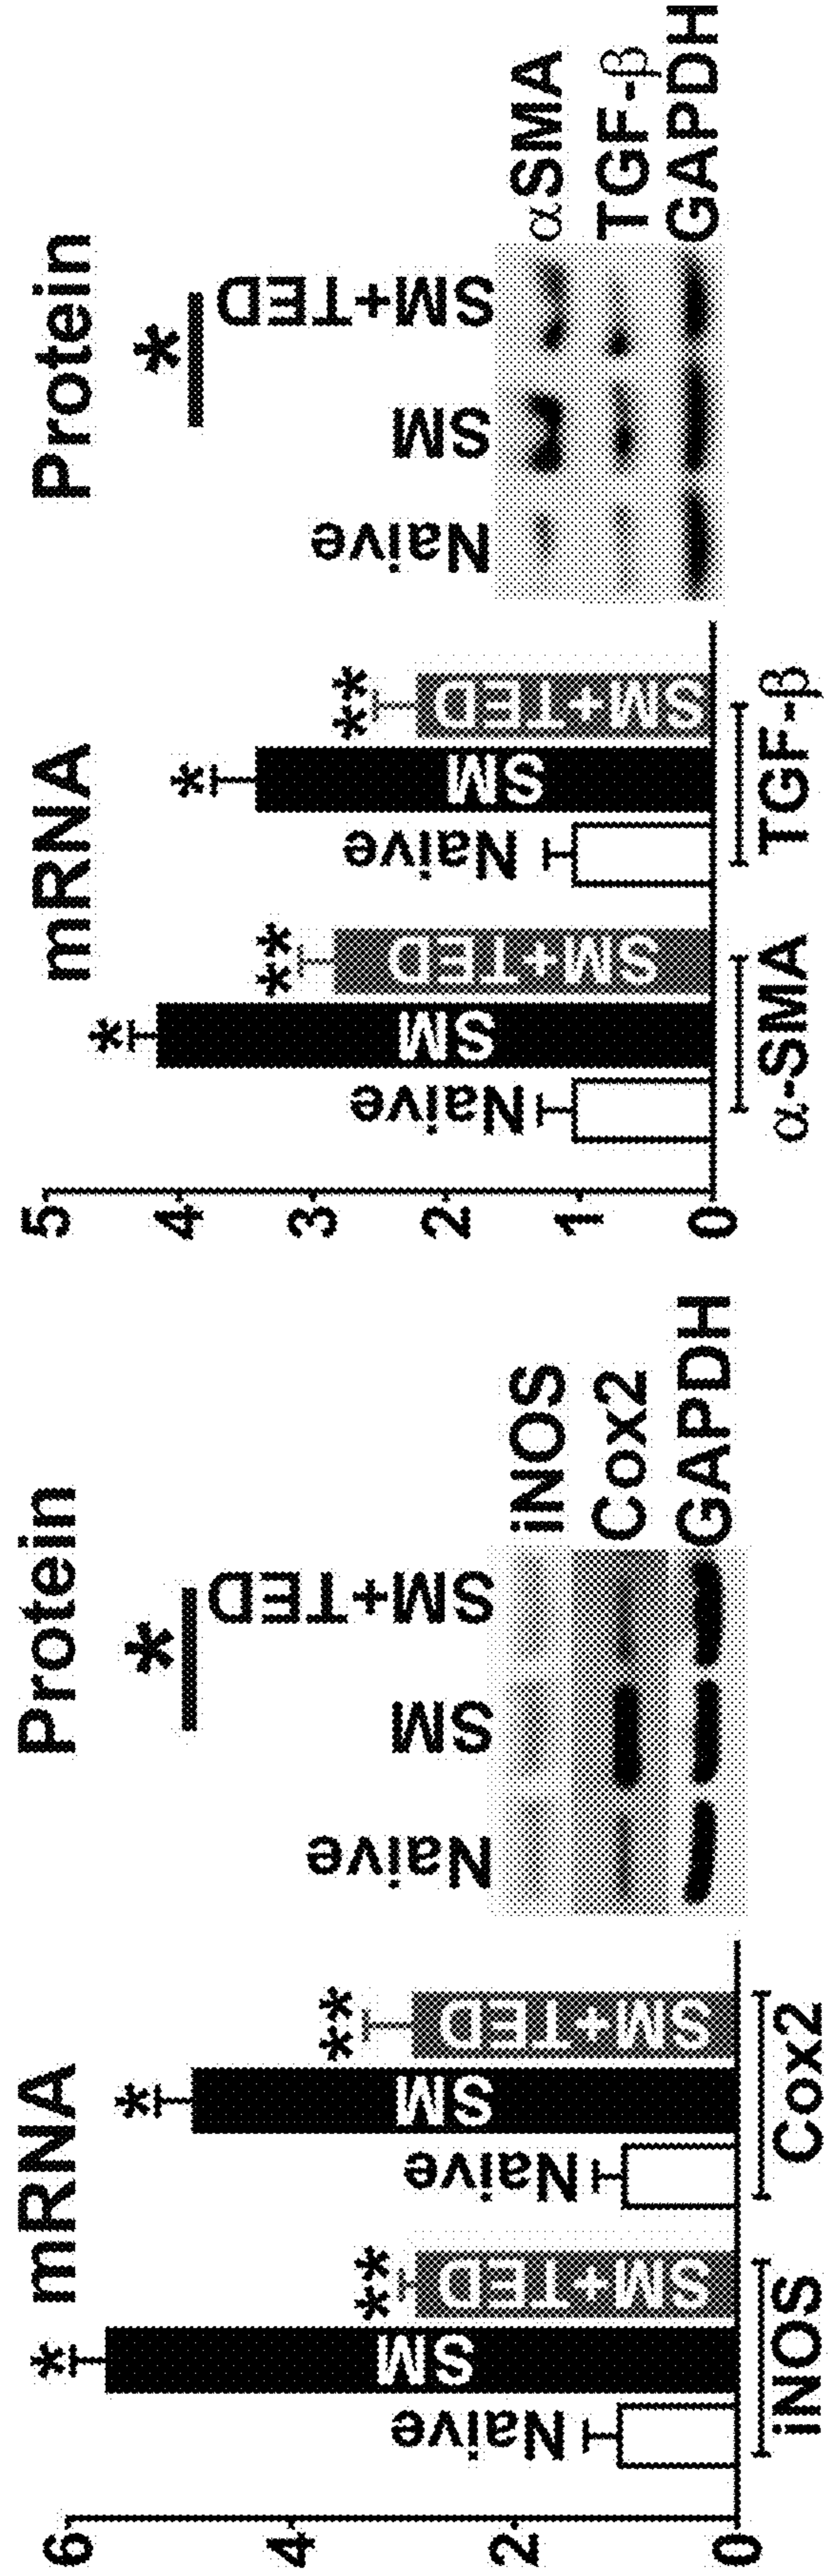 mRNA
6
4
2
0
Naive
SM
SM+TED
Naive
SM
SM+TED
*
**
*
**
iNOS
Cox2
Protein
*
Naive
SM
SM+TED
iNOS
Cox2
GAPDH
mRNA
5
4
3
2
1
0
Naive
SM
SM+TED
Naive
SM
SM+TED
*
**
*
**
α-SMA
TGF-β
Protein
*
Naive
SM
SM+TED
αSMA
TGF-β
GAPDH